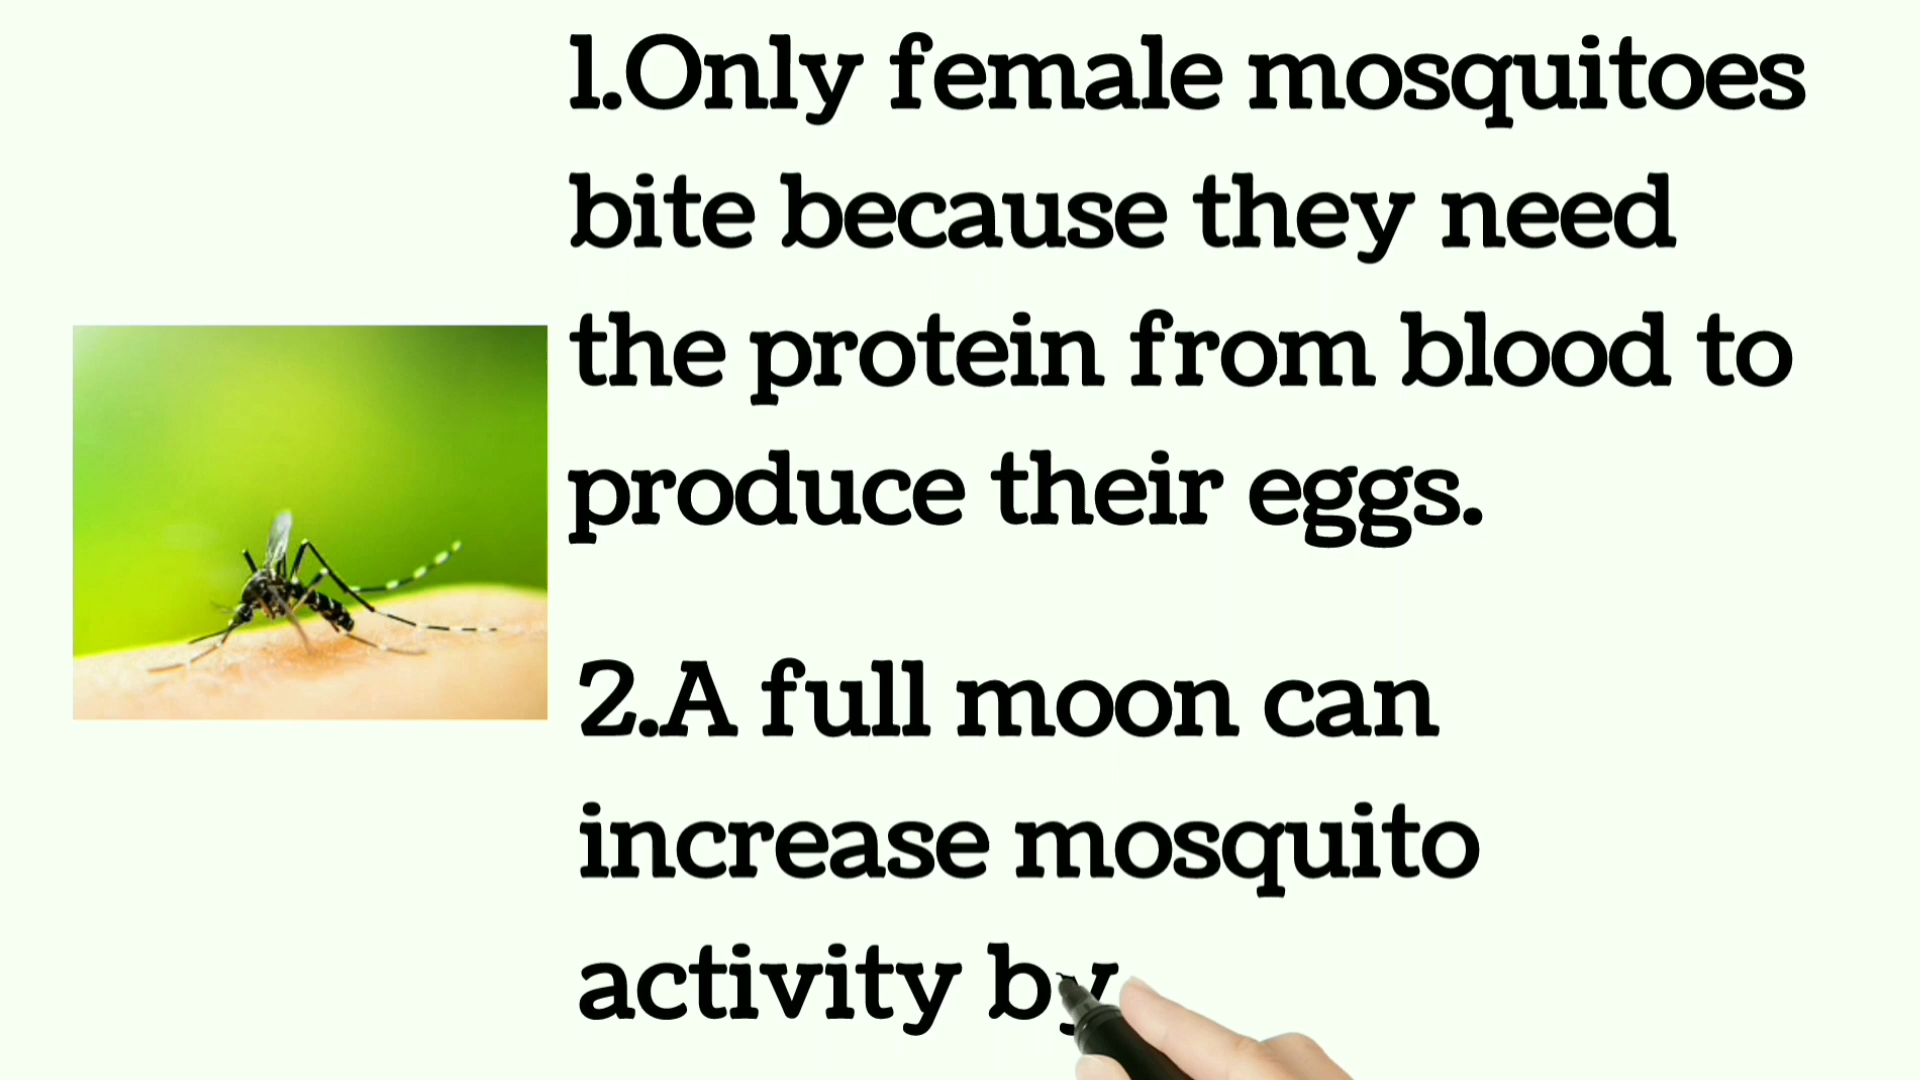 1.Only female mosquitoes
bite because they need
the protein from blood to
produce their eggs.
2.A full moon can
increase mosquito
activity by